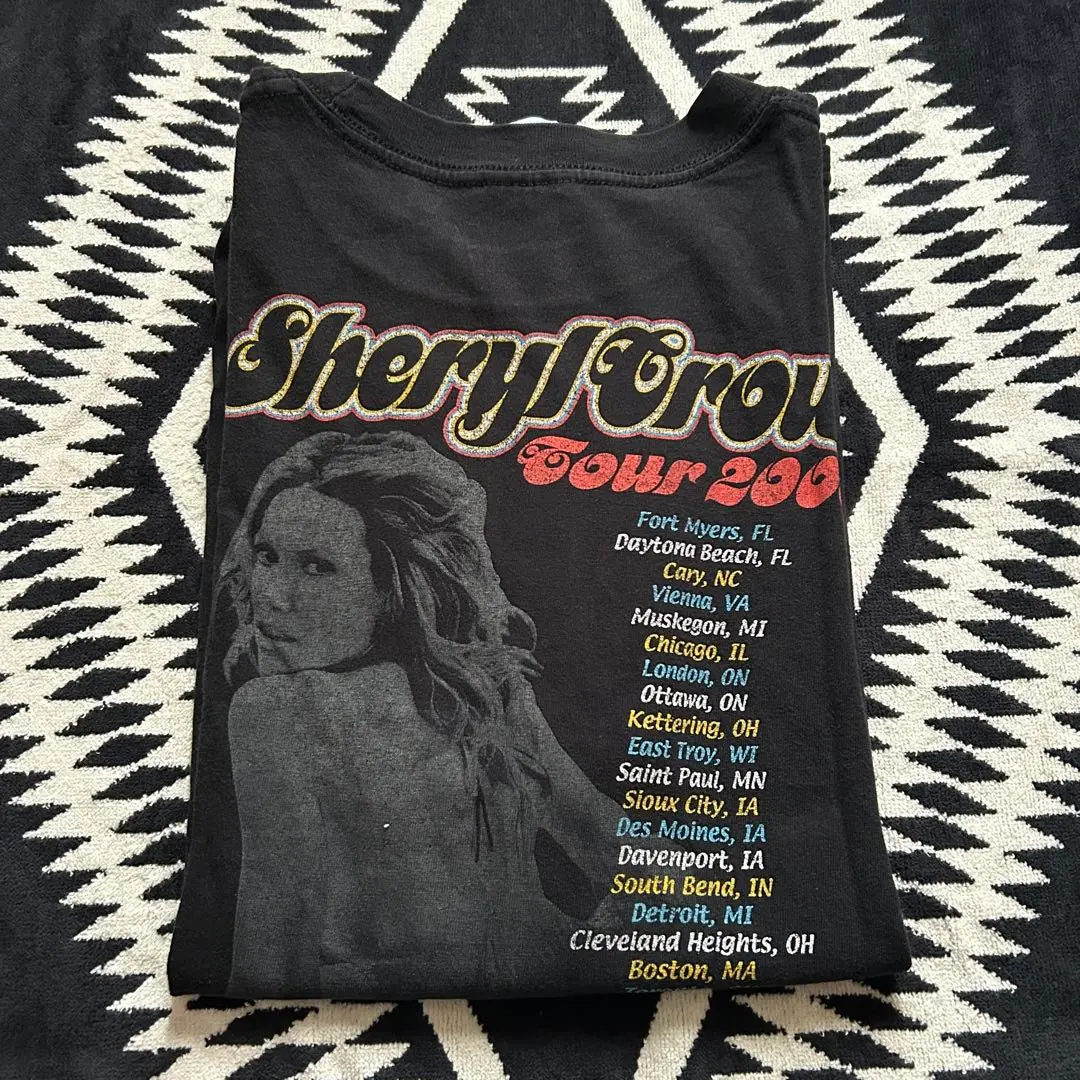 Sheryl Crow
Tour 200
Fort Myers, FL
Daytona Beach, FL
Cary, NC
Vienna, VA
Muskegon, MI
Chicago, IL
London, ON
Ottawa, ON
Kettering, OH
East Troy, WI
Saint Paul, MN
Sioux City, IA
Des Moines, IA
Davenport, IA
South Bend, IN
Detroit, MI
Cleveland Heights, OH
Boston, MA